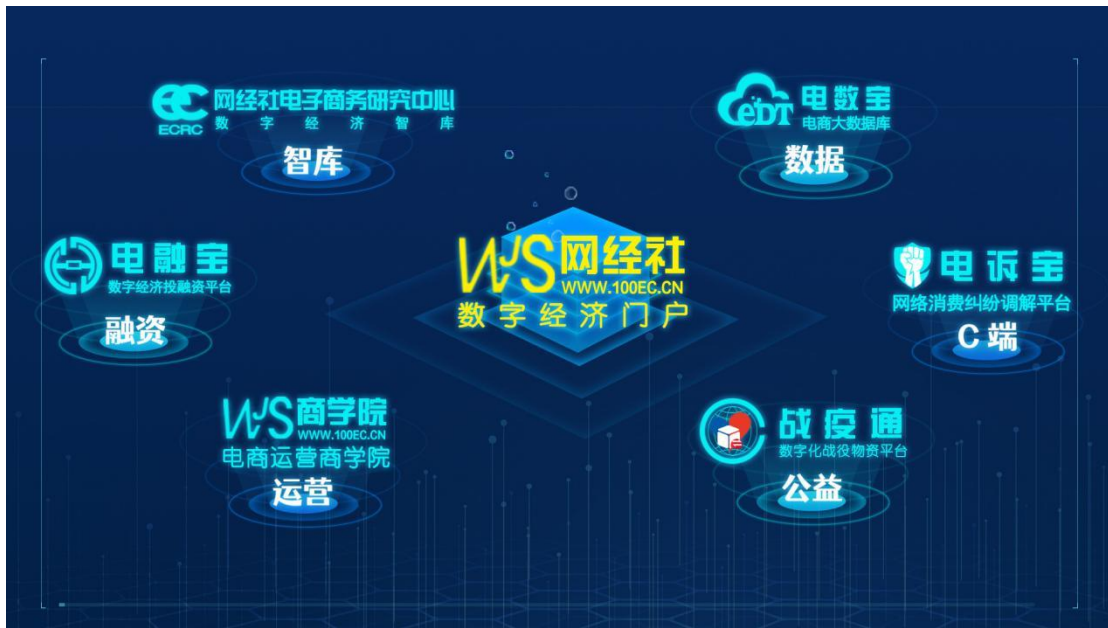 网经社电子商务研究中心
ECRC
数字经济智库
智库
eDT
电数宝
电商大数据库
数据
电融宝
数字经济投融资平台
融资
WJS网经社
WWW.100EC.CN
数字经济门户
电诉宝
网络消费纠纷调解平台
C端
WJS商学院
WWW.100EC.CN
电商运营商学院
运营
战疫通
数字化战役物资平台
公益